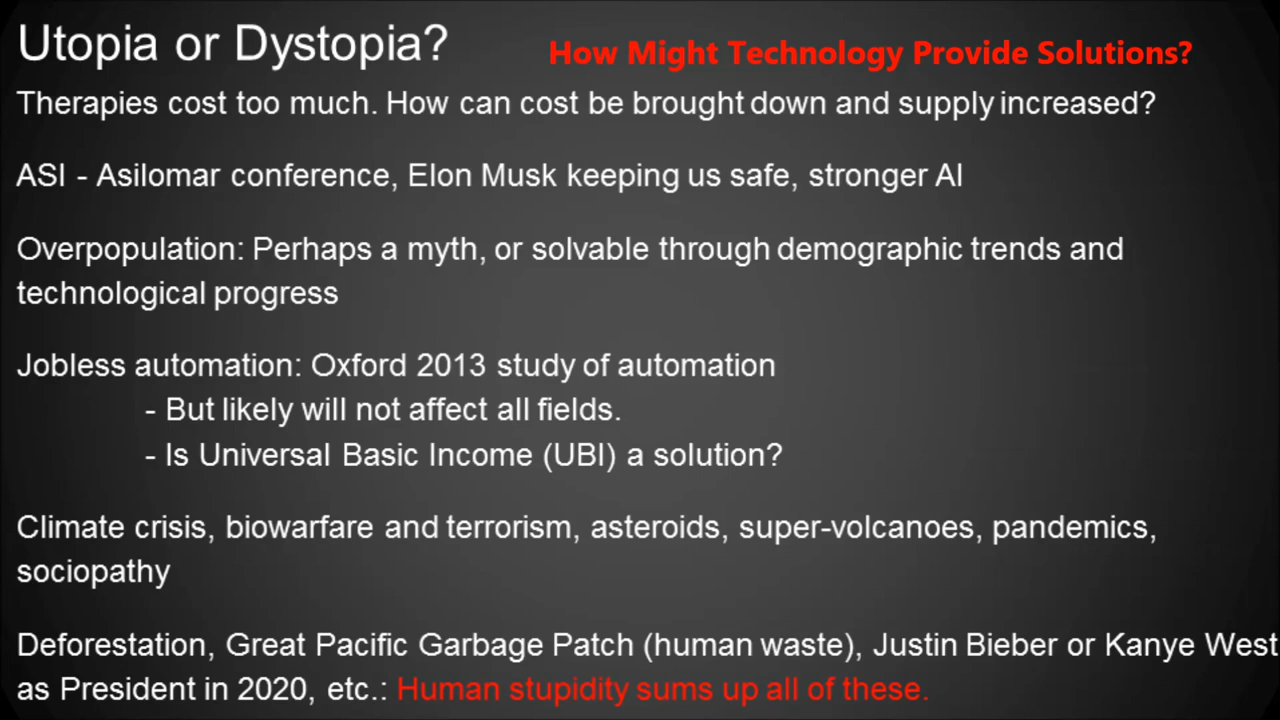 Utopia or Dystopia?
How Might Technology Provide Solutions?
Therapies cost too much. How can cost be brought down and supply increased?
ASI - Asilomar conference, Elon Musk keeping us safe, stronger AI
Overpopulation: Perhaps a myth, or solvable through demographic trends and
technological progress
Jobless automation: Oxford 2013 study of automation
- But likely will not affect all fields.
- Is Universal Basic Income (UBI) a solution?
Climate crisis, biowarfare and terrorism, asteroids, super-volcanoes, pandemics,
sociopathy
Deforestation, Great Pacific Garbage Patch (human waste), Justin Bieber or Kanye West
as President in 2020, etc.: Human stupidity sums up all of these.